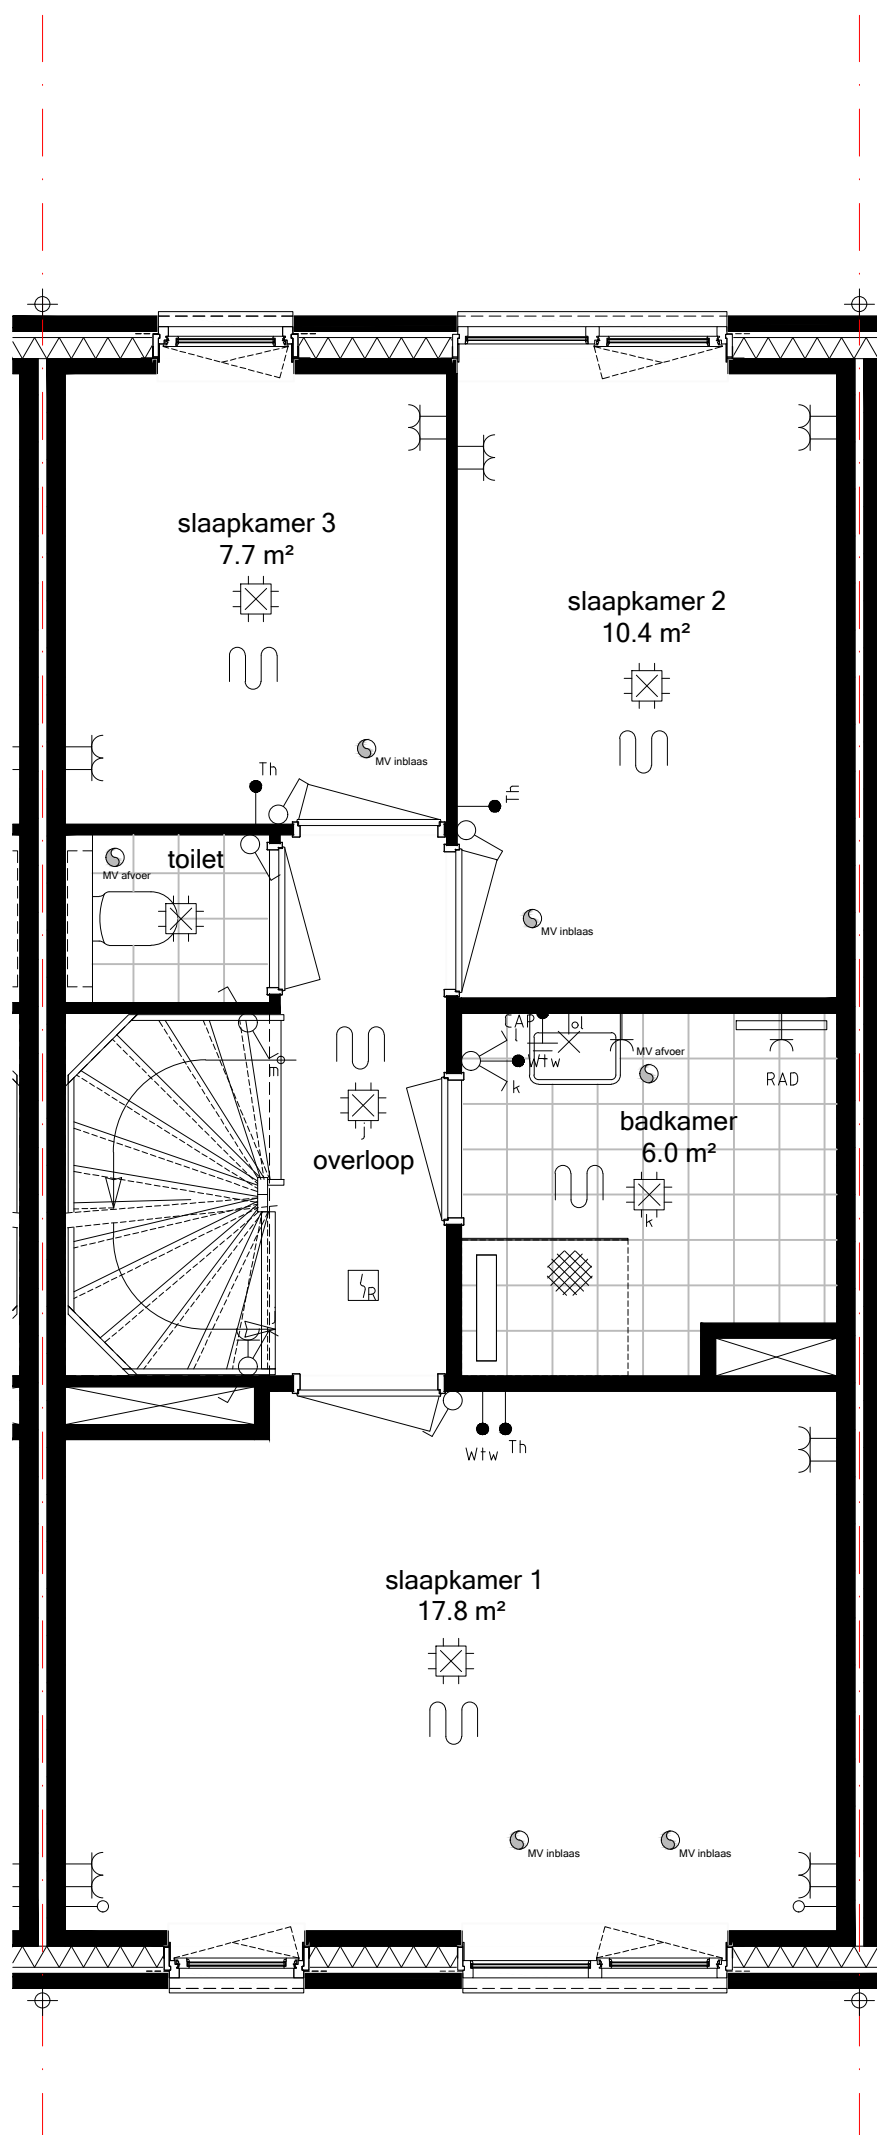 slaapkamer 3
7.7 m²
slaapkamer 2
10.4 m²
MV inblaas
Th
Th
toilet
MV afvoer
MV inblaas
CAP
l
ol
Wtw
k
MV afvoer
RAD
m
j
overloop
badkamer
6.0 m²
k
R
Wtw
Th
slaapkamer 1
17.8 m²
MV inblaas
MV inblaas